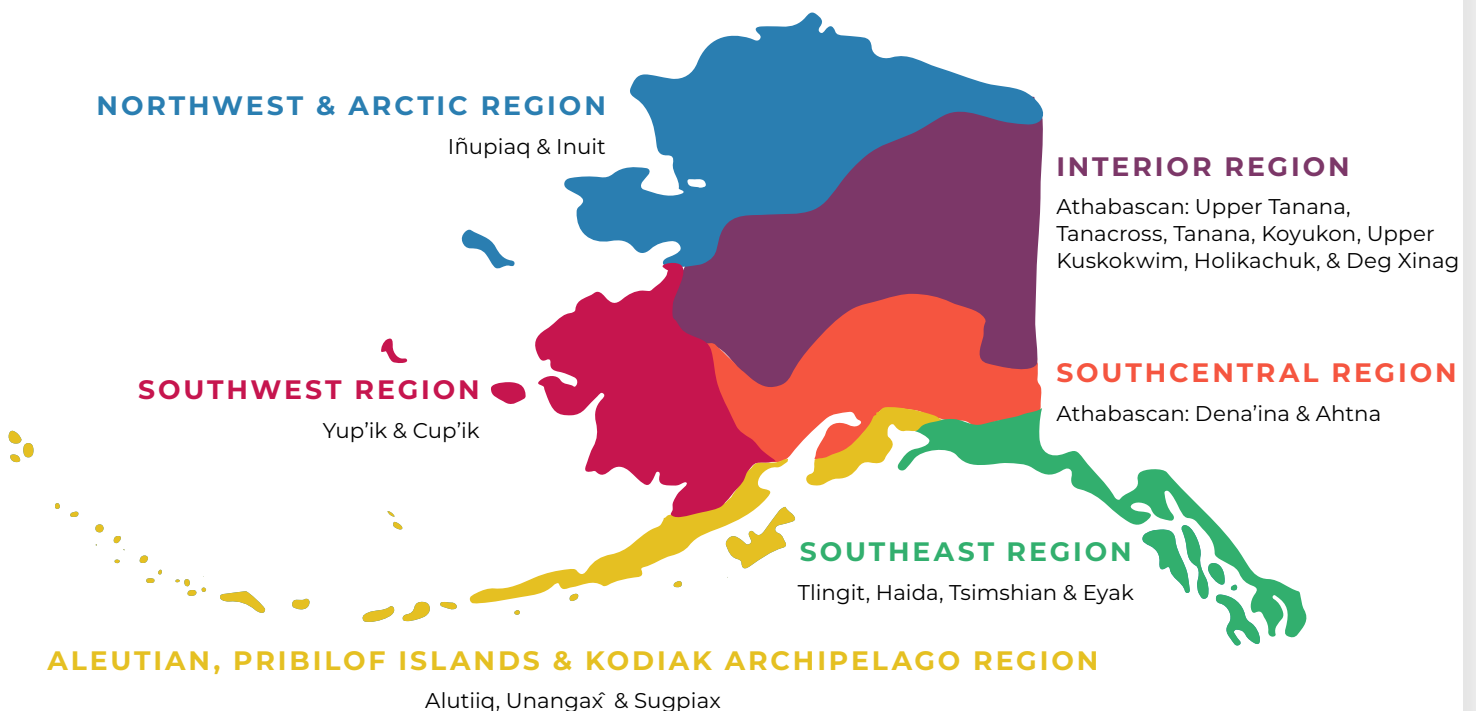 NORTHWEST & ARCTIC REGION
Iñupiaq & Inuit
INTERIOR REGION
Athabascan: Upper Tanana,
Tanacross, Tanana, Koyukon, Upper
Kuskokwim, Holikachuk, & Deg Xinag
SOUTHWEST REGION
Yup’ik & Cup’ik
SOUTHCENTRAL REGION
Athabascan: Dena’ina & Ahtna
SOUTHEAST REGION
Tlingit, Haida, Tsimshian & Eyak
ALEUTIAN, PRIBILOF ISLANDS & KODIAK ARCHIPELAGO REGION
Alutiiq, Unangax̂ & Sugpiax